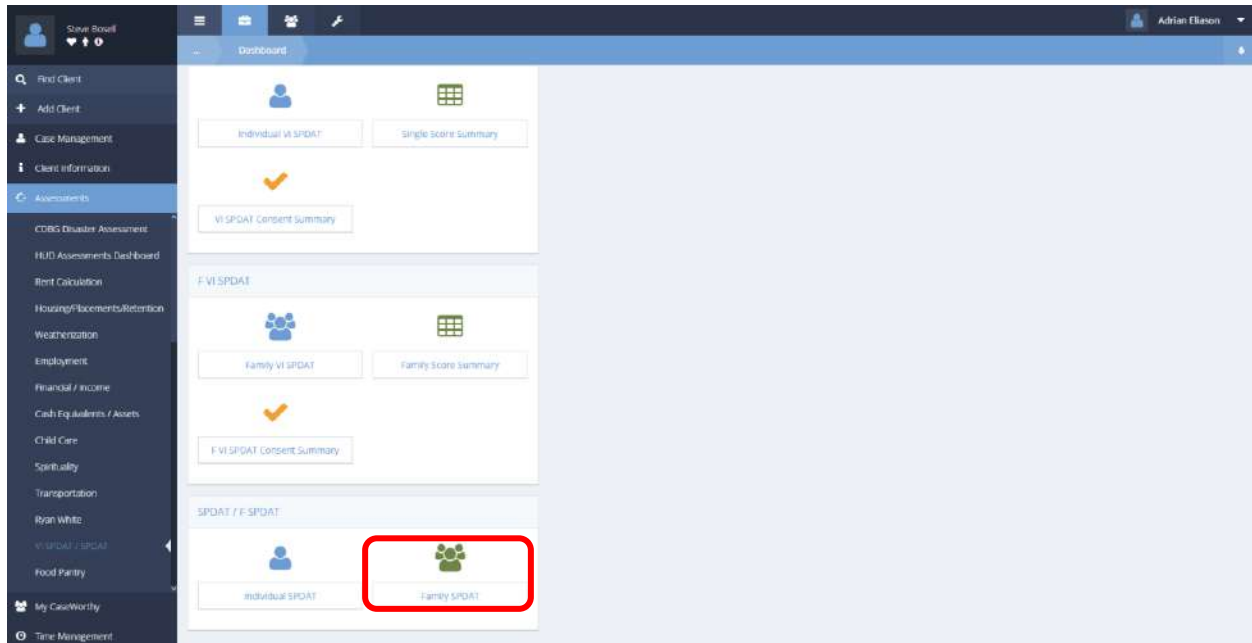 Steve Bosell
Adrian Eliason
...
Dashboard
Find Client
Add Client
Case Management
Client Information
Assessments
CDBG Disaster Assessment
HUD Assessments Dashboard
Rent Calculation
Housing/Placements/Retention
Weatherization
Employment
Financial / Income
Cash Equivalents / Assets
Child Care
Spirituality
Transportation
Ryan White
VI SPDAT / SPDAT
Food Pantry
My CaseWorthy
Time Management
Individual VI SPDAT
Single Score Summary
VI SPDAT Consent Summary
F VI SPDAT
Family VI SPDAT
Family Score Summary
F VI SPDAT Consent Summary
SPDAT / F SPDAT
Individual SPDAT
Family SPDAT